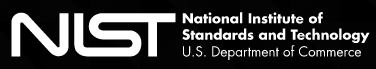 NIST
National Institute of
Standards and Technology
U.S. Department of Commerce